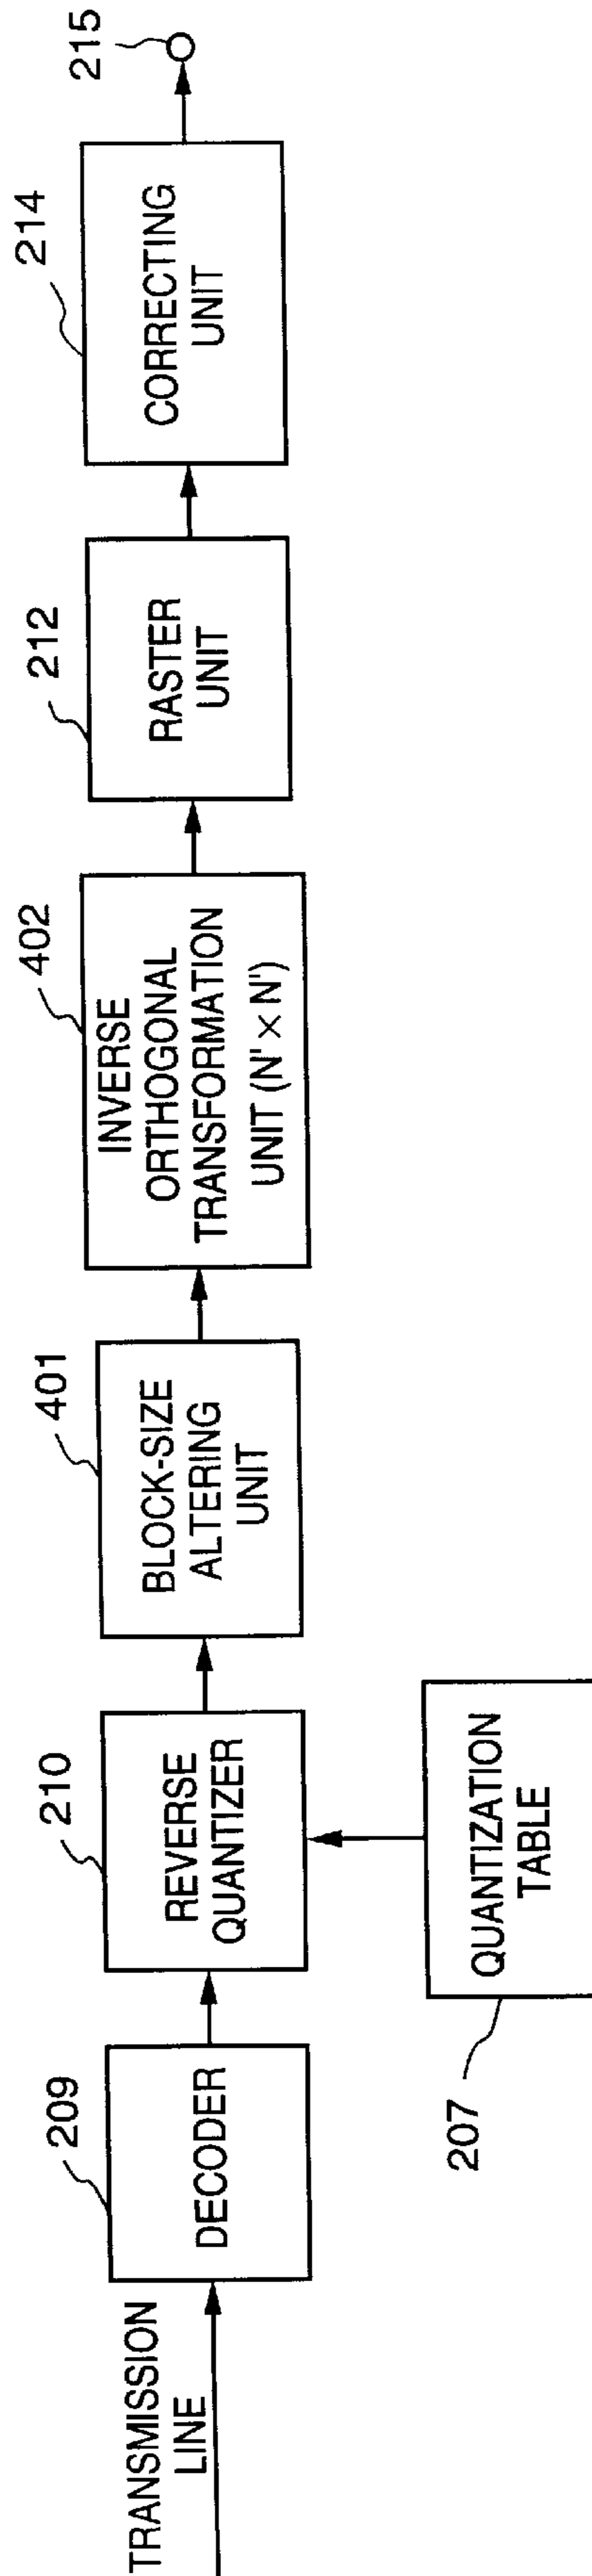 TRANSMISSION
LINE
209
DECODER
210
REVERSE
QUANTIZER
207
QUANTIZATION
TABLE
401
BLOCK-SIZE
ALTERING
UNIT
402
INVERSE
ORTHOGONAL
TRANSFORMATION
UNIT (N' × N')
212
RASTER
UNIT
214
CORRECTING
UNIT
215